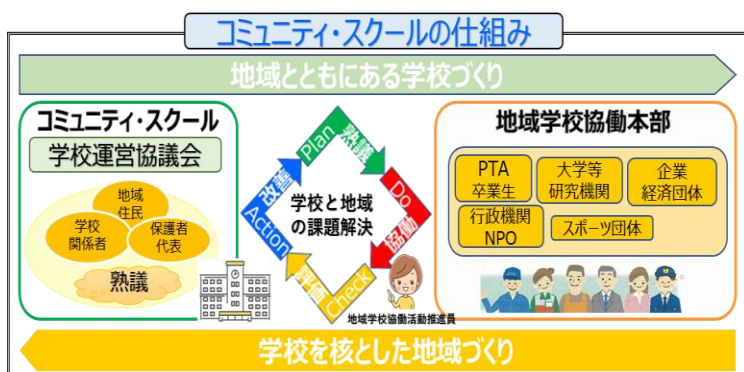 コミュニティ・スクールの仕組み
地域とともにある学校づくり
コミュニティ・スクール
学校運営協議会
地域
住民
学校
関係者
保護者
代表
熟議
Plan 熟議
Do 協働
Check 評価
Action 改善
学校と地域
の課題解決
地域学校協働活動推進員
地域学校協働本部
PTA
卒業生
大学等
研究機関
企業
経済団体
行政機関
NPO
スポーツ団体
学校を核とした地域づくり